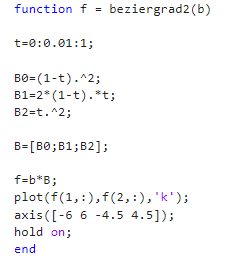 function f = beziergrad2(b)
t=0:0.01:1;
B0=(1-t).^2;
B1=2*(1-t).*t;
B2=t.^2;
B=[B0;B1;B2];
f=b*B;
plot(f(1,:),f(2,:),'k');
axis([-6 6 -4.5 4.5]);
hold on;
end